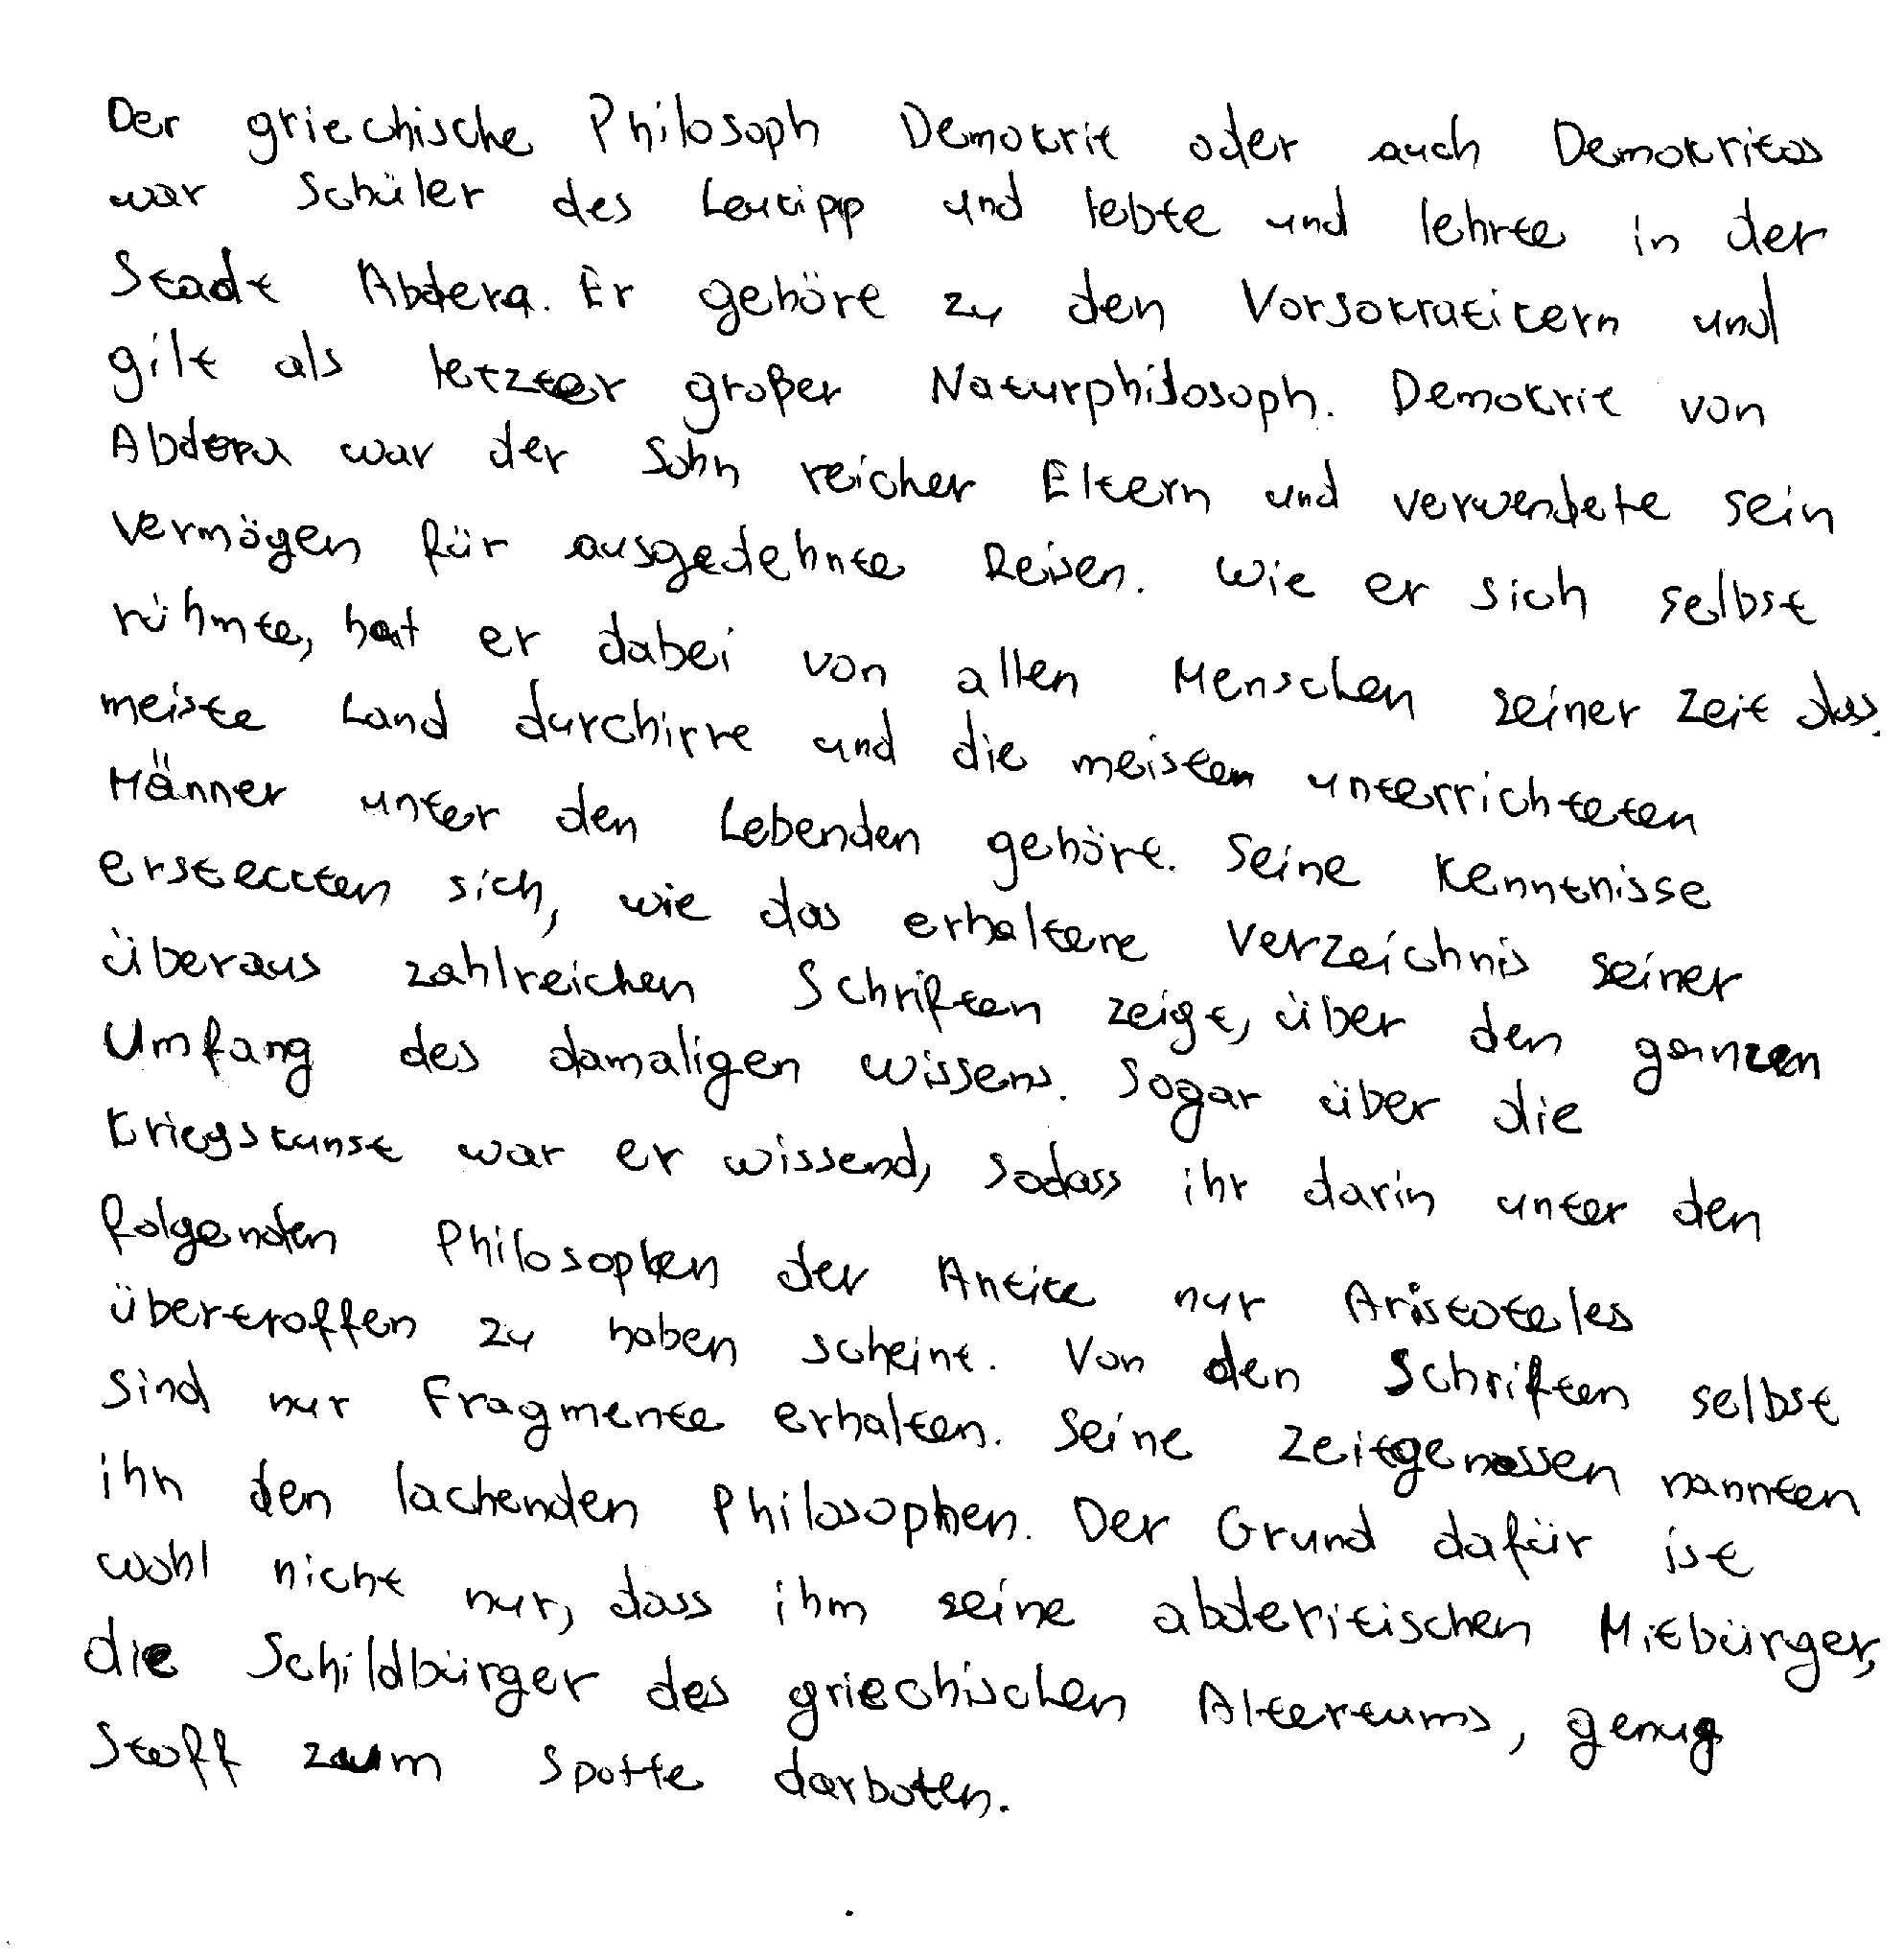 Der griechische Philosoph Demokrit oder auch Demokritos
war Schüler des Leukipp und lebte und lehrte in der
Stadt Abdera. Er gehört zu den Vorsokratikern und
gilt als letzter großer Naturphilosoph. Demokrit von
Abdera war der Sohn reicher Eltern und verwendete sein
Vermögen für ausgedehnte Reisen. Wie er sich selbst
rühmte, hat er dabei von allen Menschen seiner Zeit das
meiste Land durchirrt und die meisten unterrichteten
Männer unter den Lebenden gehört. Seine Kenntnisse
ersteckten sich, wie das erhaltene Verzeichnis seiner
überaus zahlreichen Schriften zeigt, über den ganzen
Umfang des damaligen Wissens. Sogar über die
Kriegskunst war er wissend, sodass ihr darin unter den
folgenden Philosophen der Antike nur Aristoteles
übertroffen zu haben scheint. Von den Schriften selbst
sind nur Fragmente erhalten. Seine Zeitgenossen nannten
ihn den lachenden Philosophen. Der Grund dafür ist
wohl nicht nur, dass ihm seine abderitischen Mitbürger,
die Schildbürger des griechischen Altertums, genug
Stoff zum Spotte darboten.